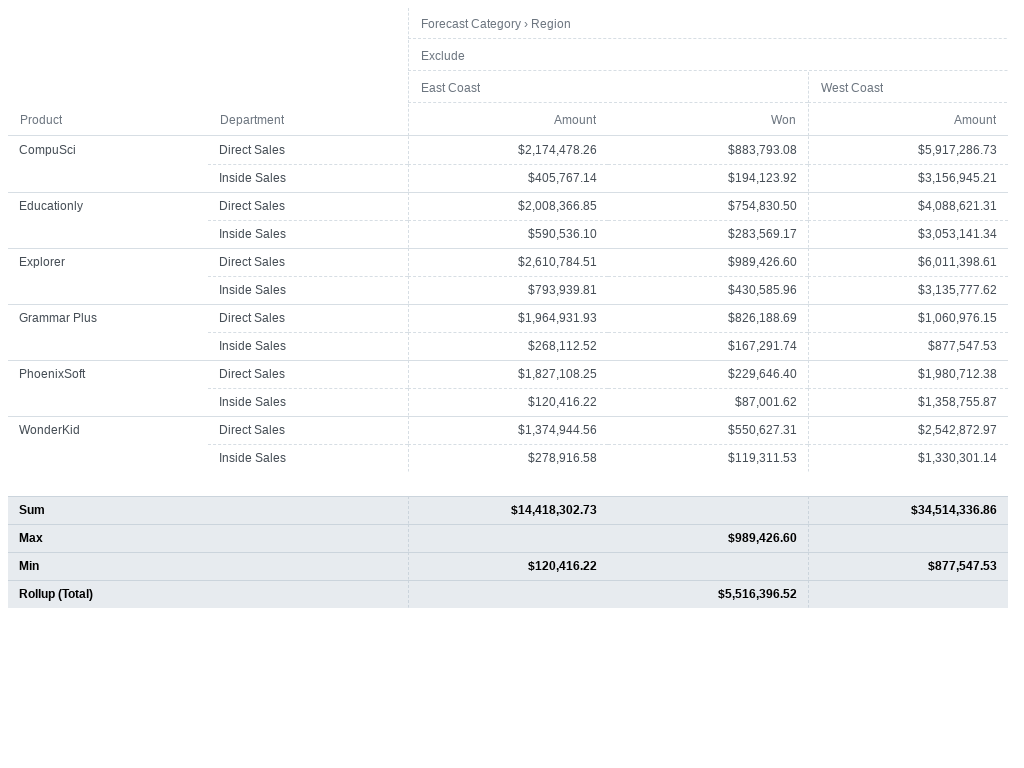 Forecast Category › Region
Exclude
East Coast West Coast
Product Department Amount Won Amount
CompuSci Direct Sales $2,174,478.26 $883,793.08 $5,917,286.73
Inside Sales $405,767.14 $194,123.92 $3,156,945.21
Educationly Direct Sales $2,008,366.85 $754,830.50 $4,088,621.31
Inside Sales $590,536.10 $283,569.17 $3,053,141.34
Explorer Direct Sales $2,610,784.51 $989,426.60 $6,011,398.61
Inside Sales $793,939.81 $430,585.96 $3,135,777.62
Grammar Plus Direct Sales $1,964,931.93 $826,188.69 $1,060,976.15
Inside Sales $268,112.52 $167,291.74 $877,547.53
PhoenixSoft Direct Sales $1,827,108.25 $229,646.40 $1,980,712.38
Inside Sales $120,416.22 $87,001.62 $1,358,755.87
WonderKid Direct Sales $1,374,944.56 $550,627.31 $2,542,872.97
Inside Sales $278,916.58 $119,311.53 $1,330,301.14
Sum $14,418,302.73 $34,514,336.86
Max $989,426.60
Min $120,416.22 $877,547.53
Rollup (Total) $5,516,396.52